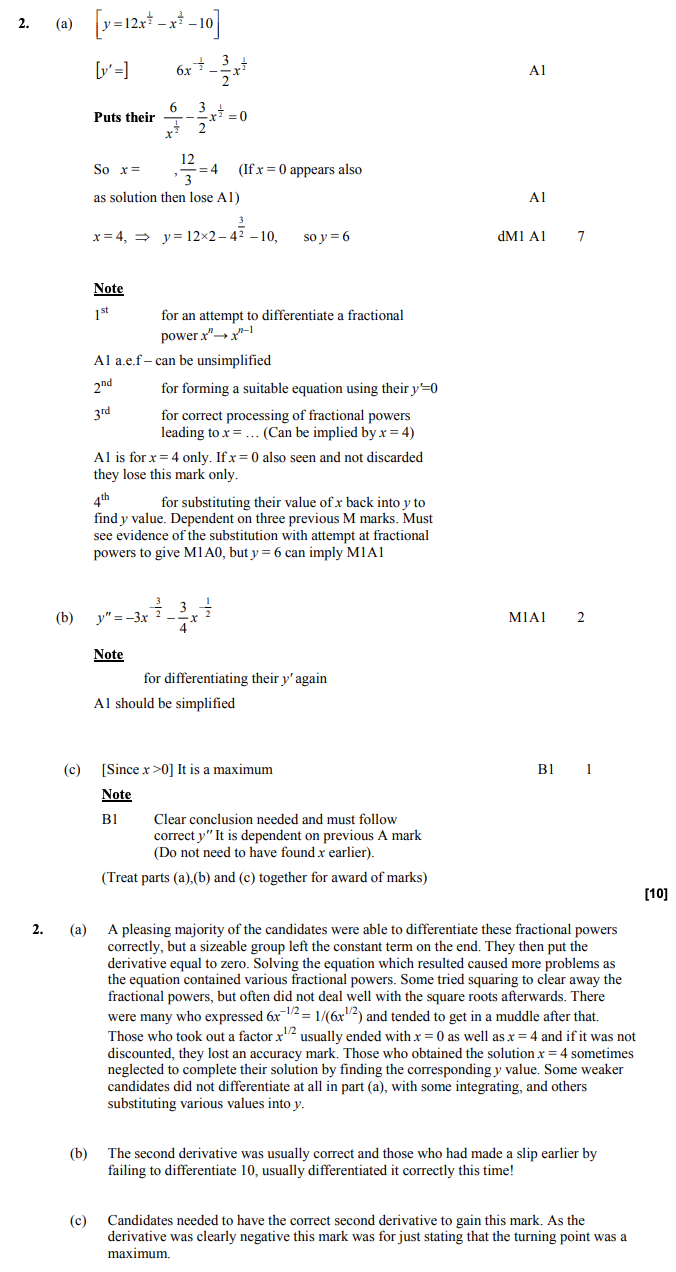 2. (a) [y = 12x^{1/2} − x^{3/2} − 10]
[y′ =] 6x^{−1/2} − 3/2 x^{1/2} A1
Puts their 6/x^{1/2} − 3/2 x^{1/2} = 0
So x = , 12/3 = 4 (If x = 0 appears also
as solution then lose A1) A1
x = 4, ⇒ y = 12×2 − 4^{3/2} − 10, so y = 6 dM1 A1 7
Note
1st for an attempt to differentiate a fractional
power x^n → x^{n−1}
A1 a.e.f – can be unsimplified
2nd for forming a suitable equation using their y′=0
3rd for correct processing of fractional powers
leading to x = … (Can be implied by x = 4)
A1 is for x = 4 only. If x = 0 also seen and not discarded
they lose this mark only.
4th for substituting their value of x back into y to
find y value. Dependent on three previous M marks. Must
see evidence of the substitution with attempt at fractional
powers to give M1A0, but y = 6 can imply M1A1
(b) y″ = −3x^{−3/2} − 3/4 x^{−1/2} M1A1 2
Note
for differentiating their y′ again
A1 should be simplified
(c) [Since x >0] It is a maximum B1 1
Note
B1 Clear conclusion needed and must follow
correct y″ It is dependent on previous A mark
(Do not need to have found x earlier).
(Treat parts (a),(b) and (c) together for award of marks)
[10]
2. (a) A pleasing majority of the candidates were able to differentiate these fractional powers
correctly, but a sizeable group left the constant term on the end. They then put the
derivative equal to zero. Solving the equation which resulted caused more problems as
the equation contained various fractional powers. Some tried squaring to clear away the
fractional powers, but often did not deal well with the square roots afterwards. There
were many who expressed 6x^{−1/2} = 1/(6x^{1/2}) and tended to get in a muddle after that.
Those who took out a factor x^{1/2} usually ended with x = 0 as well as x = 4 and if it was not
discounted, they lost an accuracy mark. Those who obtained the solution x = 4 sometimes
neglected to complete their solution by finding the corresponding y value. Some weaker
candidates did not differentiate at all in part (a), with some integrating, and others
substituting various values into y.
(b) The second derivative was usually correct and those who had made a slip earlier by
failing to differentiate 10, usually differentiated it correctly this time!
(c) Candidates needed to have the correct second derivative to gain this mark. As the
derivative was clearly negative this mark was for just stating that the turning point was a
maximum.